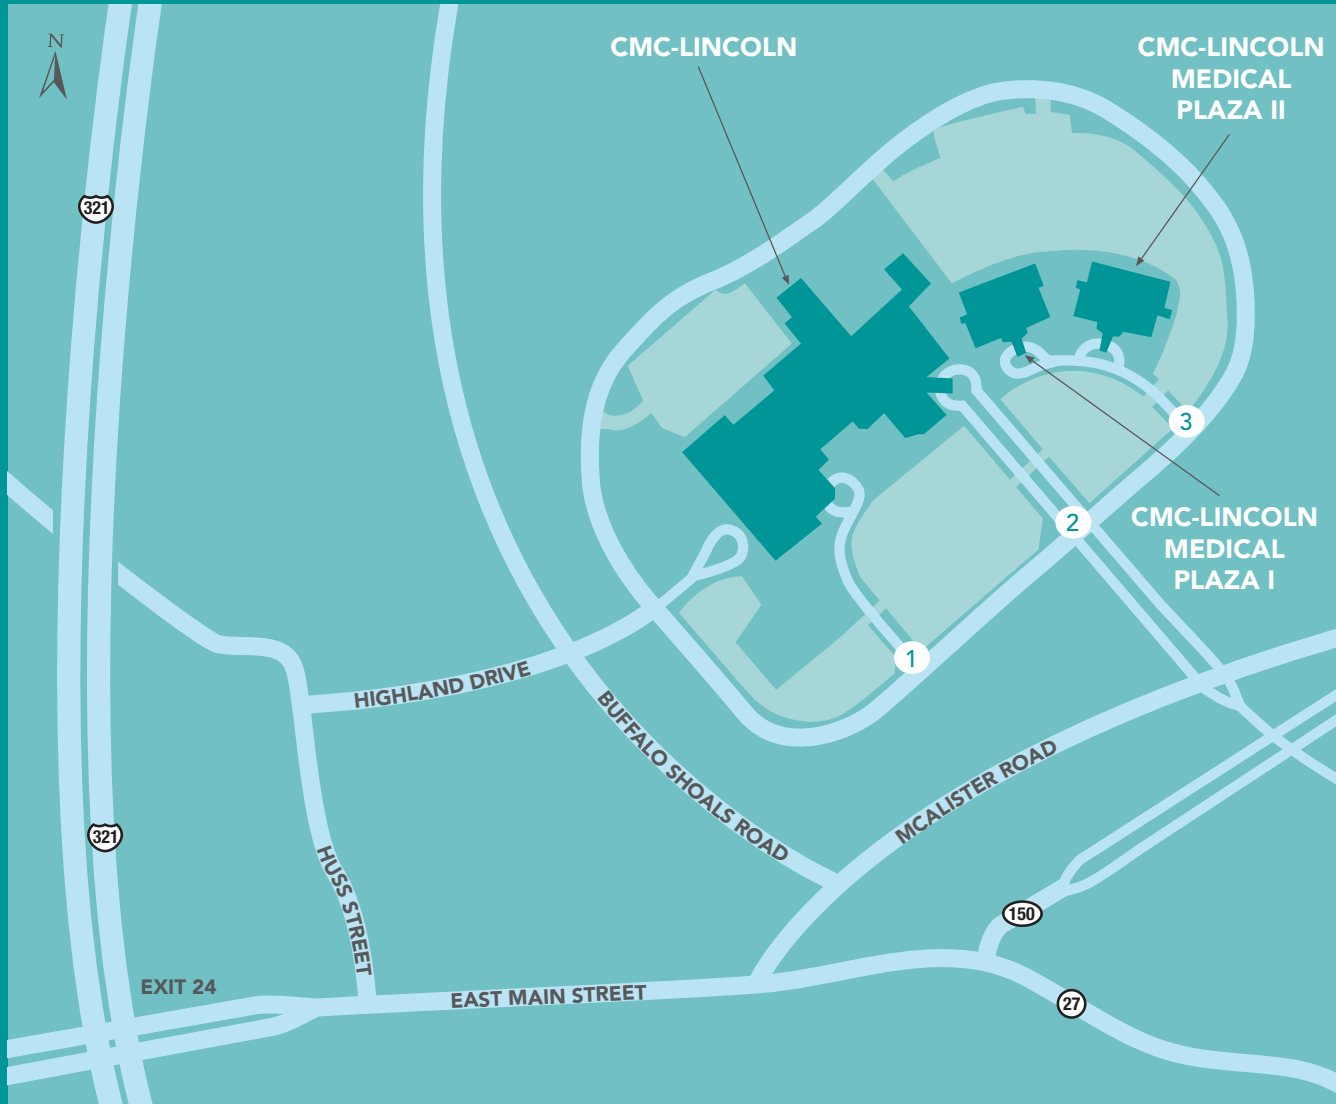 N
CMC-LINCOLN
CMC-LINCOLN
MEDICAL
PLAZA II
321
3
2
CMC-LINCOLN
MEDICAL
PLAZA I
1
HIGHLAND DRIVE
BUFFALO SHOALS ROAD
MCALISTER ROAD
321
HUSS STREET
150
EXIT 24
EAST MAIN STREET
27